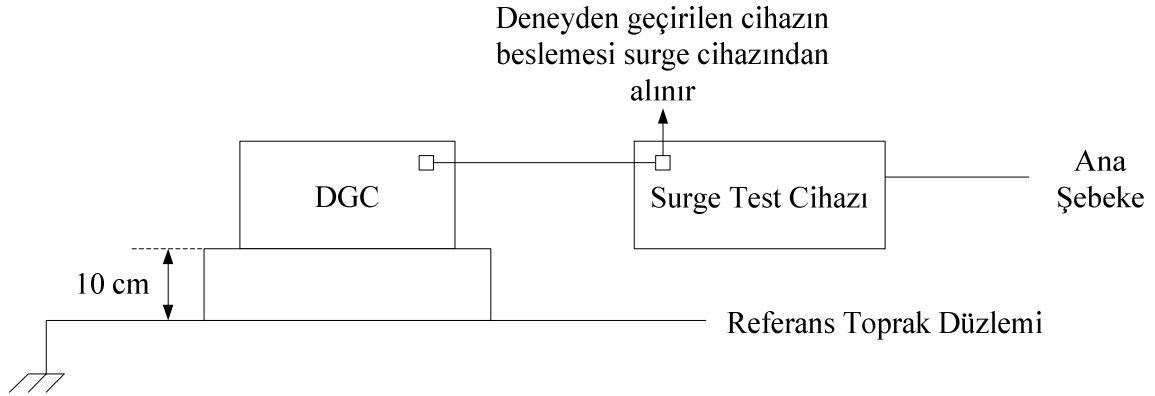 Deneyden geçirilen cihazın
beslemesi surge cihazından
alınır
DGC
Surge Test Cihazı
Ana
Şebeke
10 cm
Referans Toprak Düzlemi